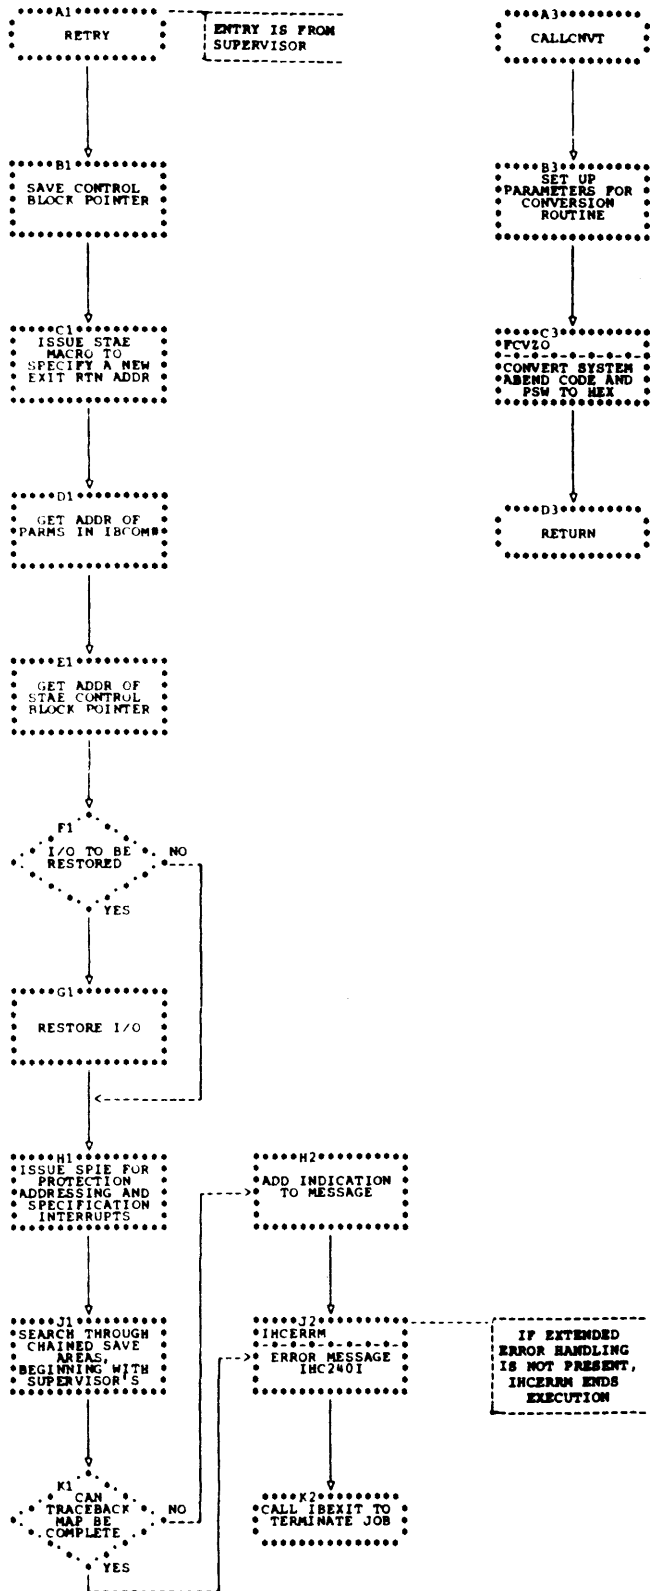 A1
RETRY
ENTRY IS FROM
SUPERVISOR
B1
SAVE CONTROL
BLOCK POINTER
C1
ISSUE STAE
MACRO TO
SPECIFY A NEW
EXIT RTN ADDR
D1
GET ADDR OF
PARMS IN IBCOM#
E1
GET ADDR OF
STAE CONTROL
BLOCK POINTER
F1
I/O TO BE
RESTORED
NO
YES
G1
RESTORE I/O
H1
ISSUE SPIE FOR
PROTECTION
ADDRESSING AND
SPECIFICATION
INTERRUPTS
J1
SEARCH THROUGH
CHAINED SAVE
AREAS,
BEGINNING WITH
SUPERVISOR'S
K1
CAN
TRACEBACK
MAP BE
COMPLETE
NO
YES
H2
ADD INDICATION
TO MESSAGE
J2
IHCERRM
ERROR MESSAGE
IHC240I
IF EXTENDED
ERROR HANDLING
IS NOT PRESENT,
IHCERRM ENDS
EXECUTION
K2
CALL IBEXIT TO
TERMINATE JOB
A3
CALLCNVT
B3
SET UP
PARAMETERS FOR
CONVERSION
ROUTINE
C3
FCVZO
CONVERT SYSTEM
ABEND CODE AND
PSW TO HEX
D3
RETURN